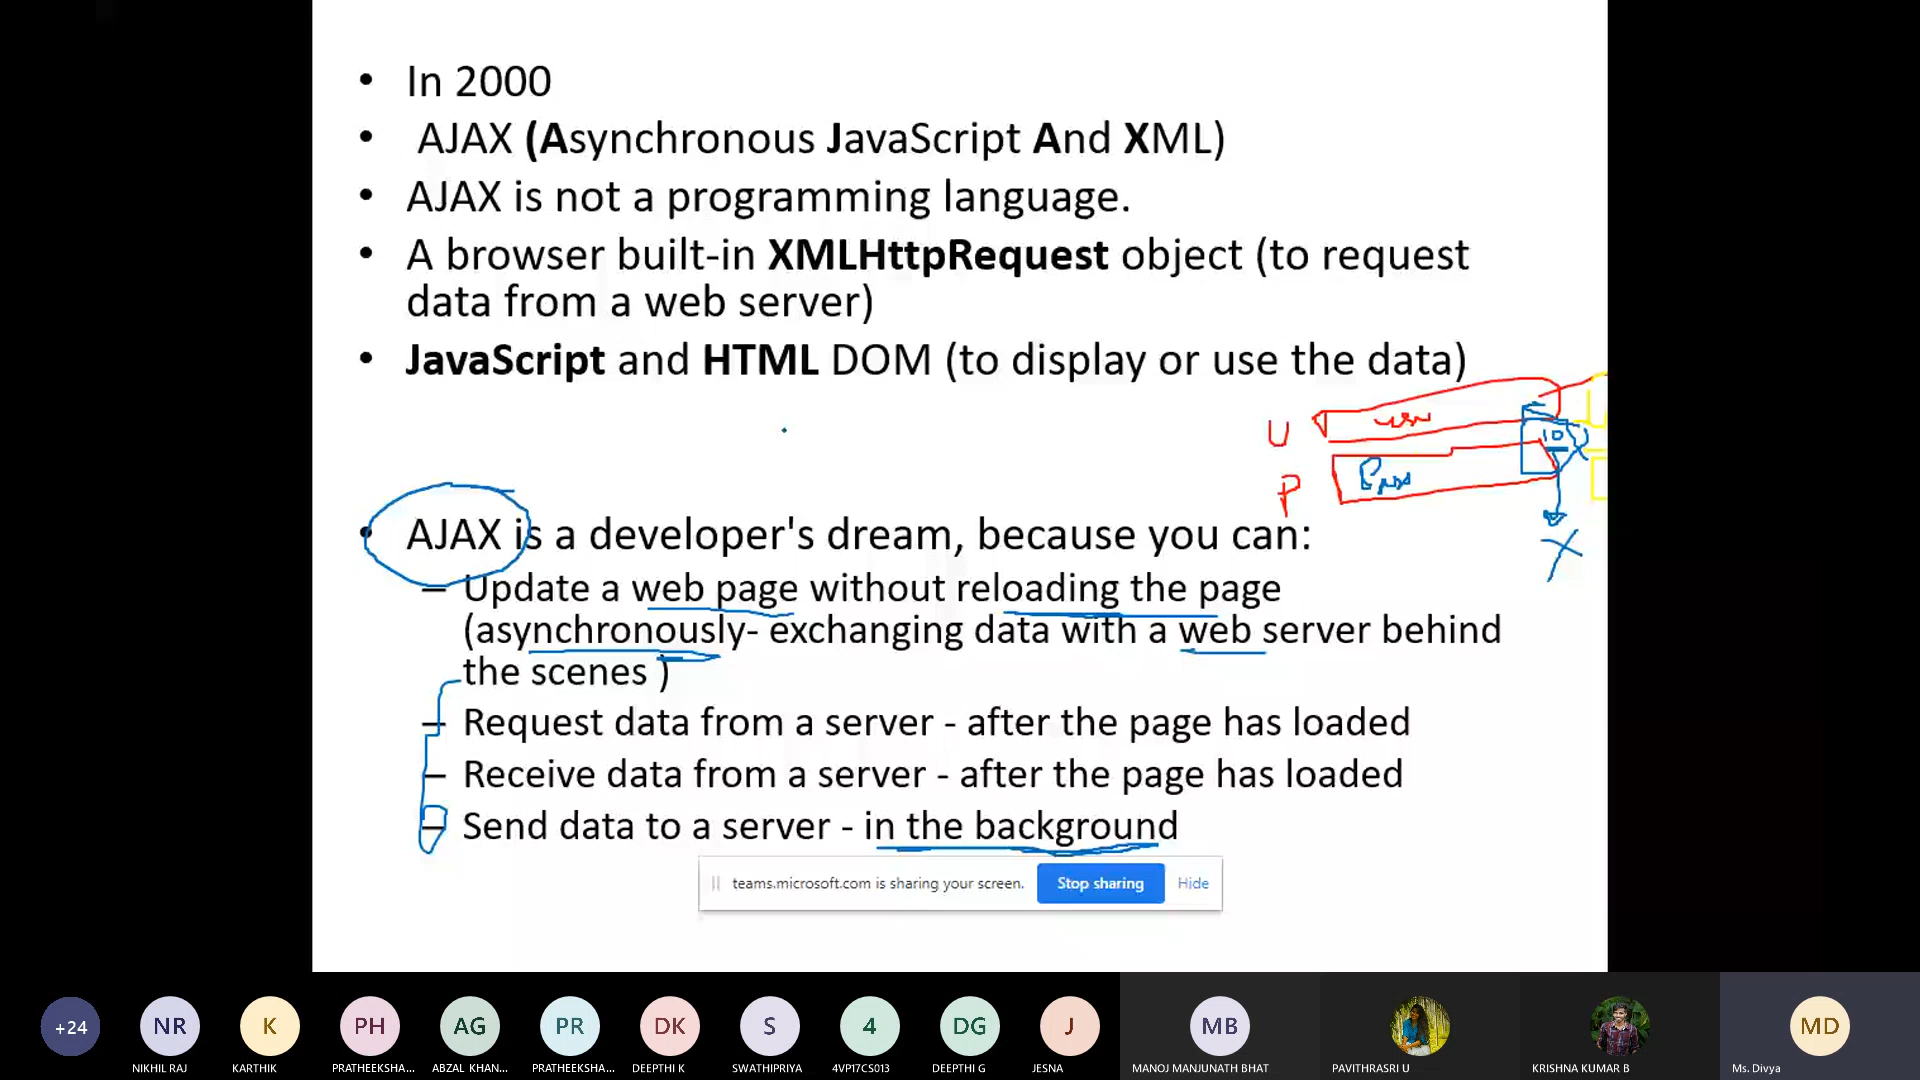 • In 2000
• AJAX (Asynchronous JavaScript And XML)
• AJAX is not a programming language.
• A browser built-in XMLHttpRequest object (to request
data from a web server)
• JavaScript and HTML DOM (to display or use the data)
U
10
P
X
• AJAX is a developer's dream, because you can:
– Update a web page without reloading the page
(asynchronously- exchanging data with a web server behind
the scenes )
– Request data from a server - after the page has loaded
– Receive data from a server - after the page has loaded
– Send data to a server - in the background
teams.microsoft.com is sharing your screen. Stop sharing Hide
+24 NR K PH AG PR DK S 4 DG J MB MD
NIKHIL RAJ KARTHIK PRATHEEKSHA... ABZAL KHAN... PRATHEEKSHA... DEEPTHI K SWATHIPRIYA 4VP17CS013 DEEPTHI G JESNA MANOJ MANJUNATH BHAT PAVITHRASRI U KRISHNA KUMAR B Ms. Divya